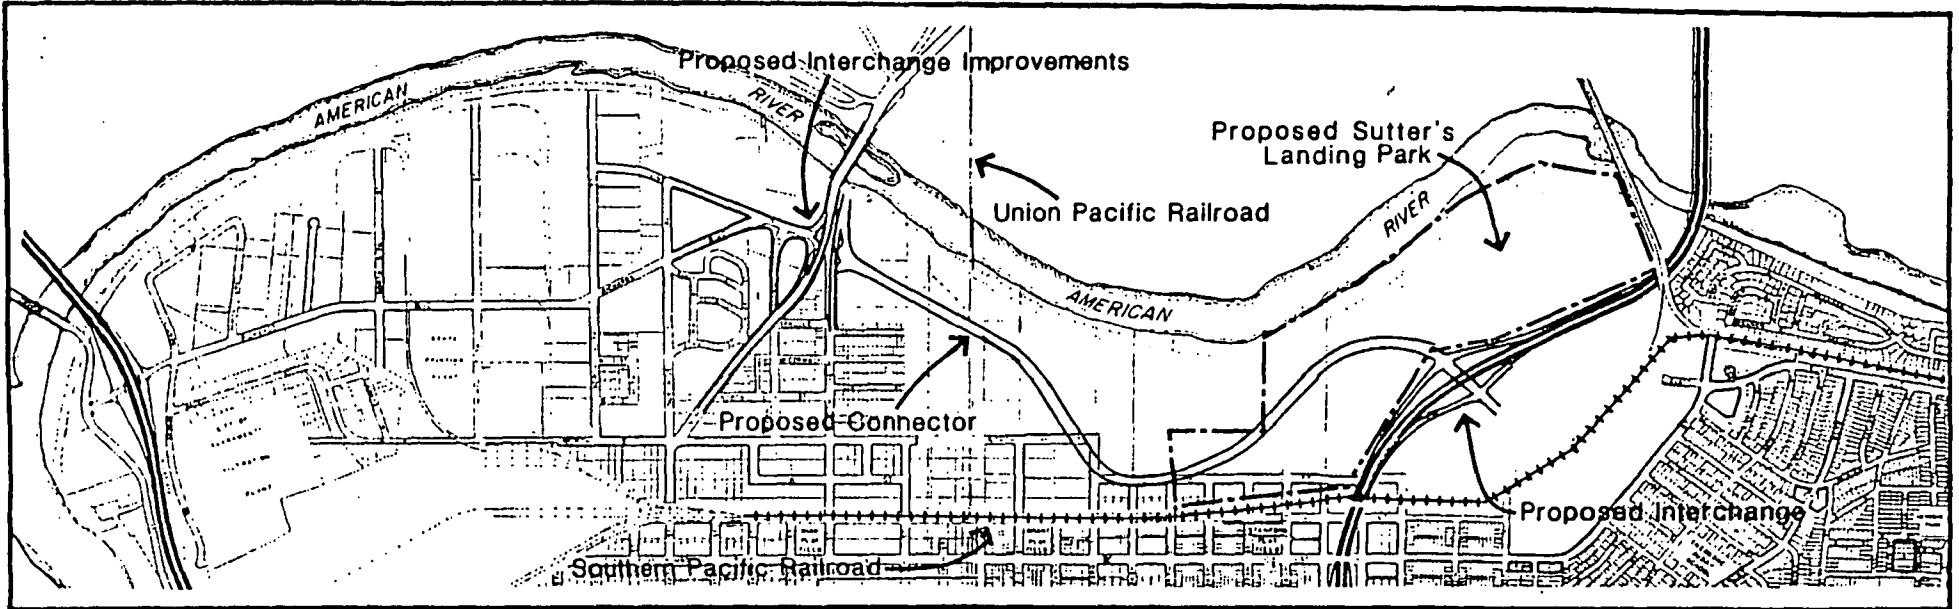 Proposed Interchange Improvements
AMERICAN
RIVER
Proposed Sutter's
Landing Park
Union Pacific Railroad
RIVER
AMERICAN
Proposed Connector
Proposed Interchange
Southern Pacific Railroad